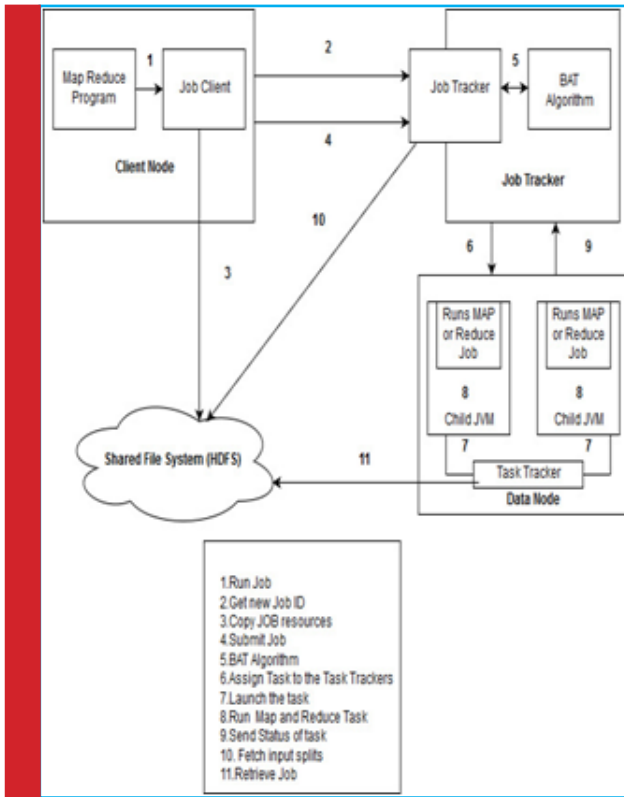 1
2
5
Map Reduce
Program
Job Client
Job Tracker
BAT
Algorithm
4
Client Node
Job Tracker
10
6
9
3
Runs MAP
or Reduce
Job
Runs MAP
or Reduce
Job
8
8
Child JVM
Child JVM
7
7
Shared File System (HDFS)
11
Task Tracker
Data Node
1.Run Job
2.Get new Job ID
3.Copy JOB resources
4.Submit Job
5.BAT Algorithm
6.Assign Task to the Task Trackers
7.Launch the task
8.Run Map and Reduce Task
9.Send Status of task
10. Fetch input splits
11.Retrieve Job